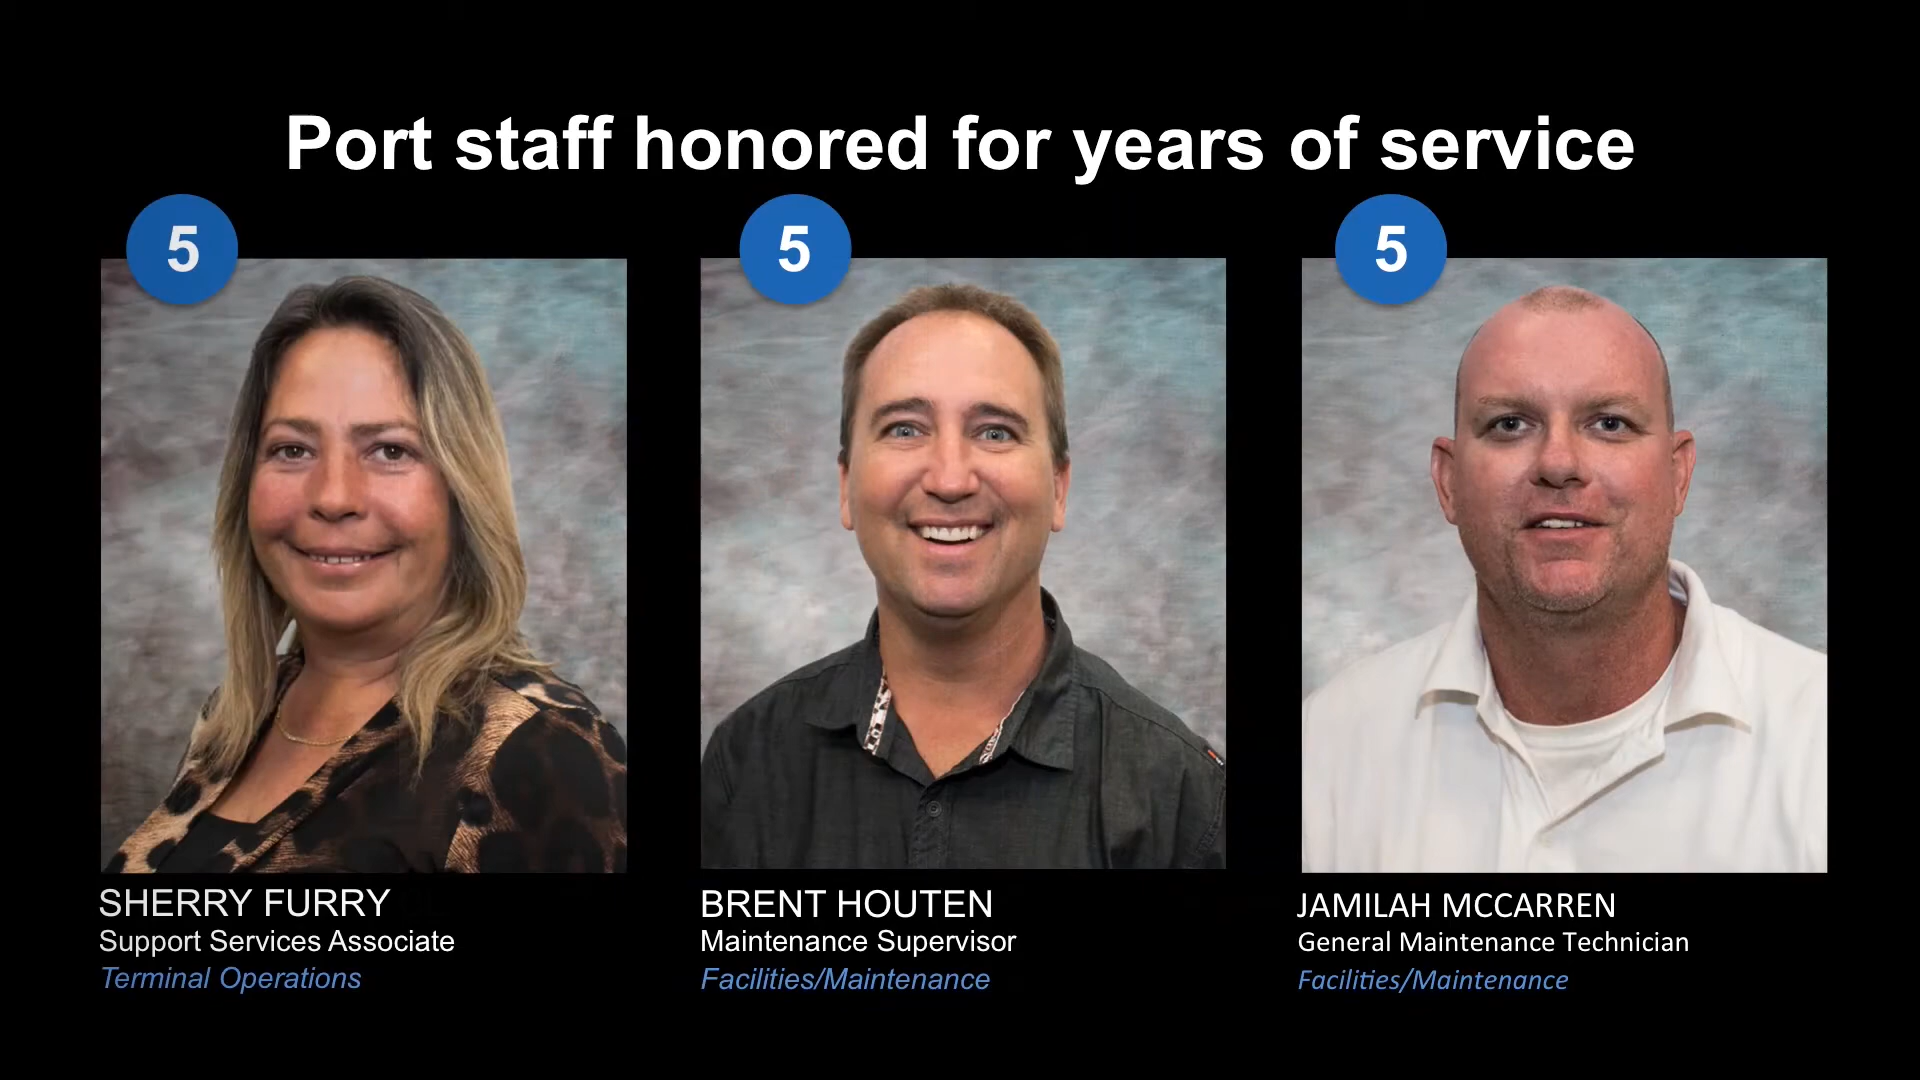 Port staff honored for years of service
5
5
5
SHERRY FURRY
Support Services Associate
Terminal Operations
BRENT HOUTEN
Maintenance Supervisor
Facilities/Maintenance
JAMILAH MCCARREN
General Maintenance Technician
Facilities/Maintenance